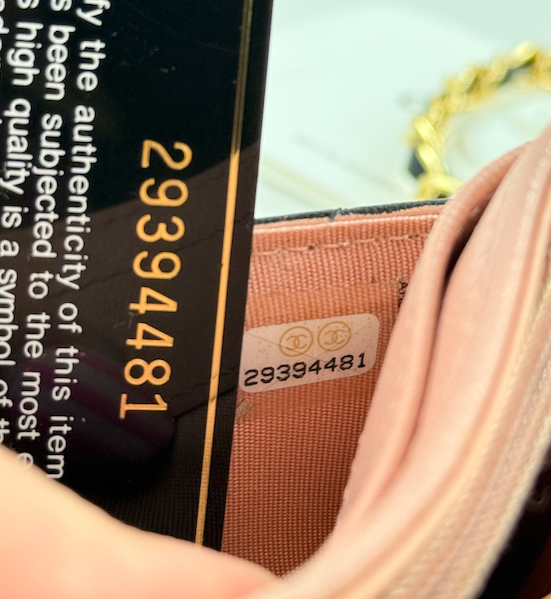 fy the authenticity of this item
s been subjected to the most
s high quality is a symbol of
29394481
29394481